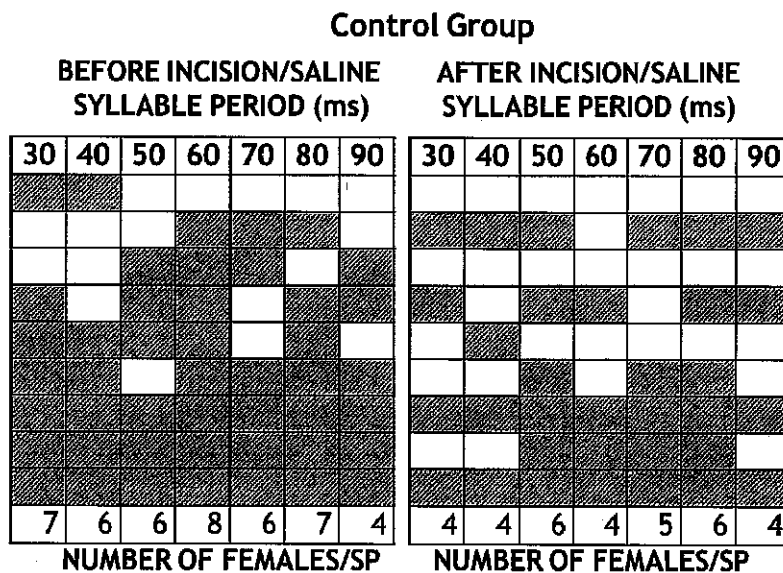 Control Group
BEFORE INCISION/SALINE
SYLLABLE PERIOD (ms)
30 40 50 60 70 80 90
7 6 6 8 6 7 4
NUMBER OF FEMALES/SP
AFTER INCISION/SALINE
SYLLABLE PERIOD (ms)
30 40 50 60 70 80 90
4 4 6 4 5 6 4
NUMBER OF FEMALES/SP